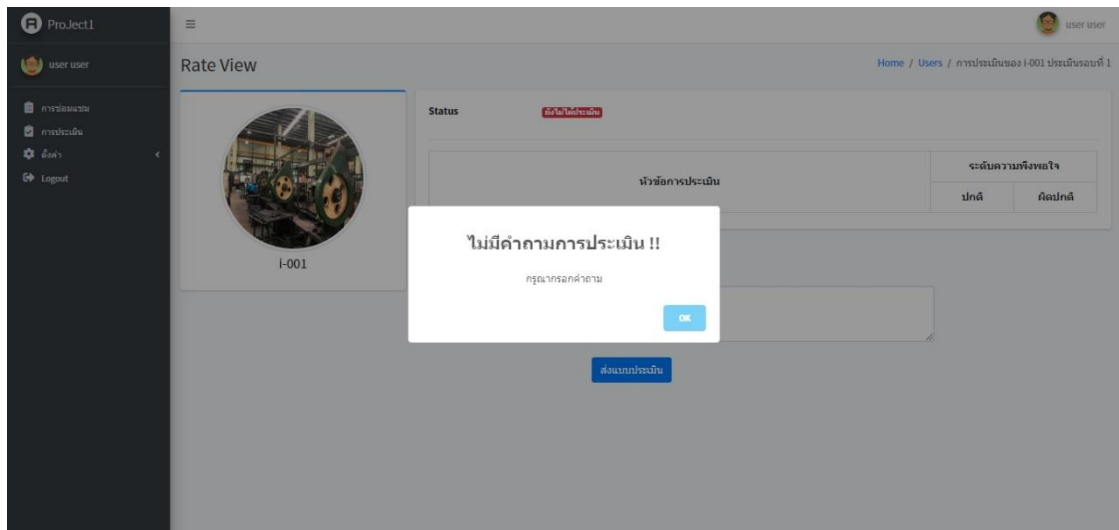 ProJect1
user user
user user
การซ่อมแซม
การประเมิน
ตั้งค่า
Logout
Rate View
Home / Users / การประเมินของ i-001 ประเมินรอบที่ 1
i-001
Status
ยังไม่ได้ประเมิน
หัวข้อการประเมิน
ระดับความพึงพอใจ
ปกติ
ผิดปกติ
ไม่มีคำถามการประเมิน !!
กรุณากรอกคำถาม
OK
ส่งแบบประเมิน